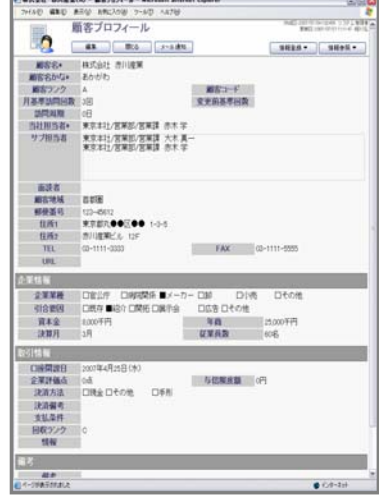 顧客プロフィール
編集 閉じる メール通知 情報登録▼ 情報参照▼
顧客名* 株式会社 赤川産業
顧客名かな* あかがわ
顧客ランク A 顧客コード
月基準訪問回数 3回 変更前基準回数
訪問周期 0日
当社担当者* 東京本社/営業部/営業課 赤木 学
サブ担当者 東京本社/営業部/営業課 大木 真一
東京本社/営業部/営業課 赤木 学
面談者
顧客地域 首都圏
郵便番号 123-45612
住所1 東京都九●●区●● 1-3-5
住所2 赤川産業ビル 12F
TEL 03-1111-3333 FAX 03-1111-5555
URL
企業情報
企業業種 □官公庁 □病院関係 ■メーカー □卸 □小売 □その他
引合要因 □既存 ■紹介 □開拓 □展示会 □広告 □その他
資本金 8,000千円 年商 25,000千円
決算月 3月 従業員数 60名
取引情報
口座開設日 2007年4月25日(水)
企業評価点 0点 与信限度額 0円
決済方法 □現金 □その他 □手形
決済備考
支払条件
回収ランク C
情報
備考
備考
ページが表示されました インターネット